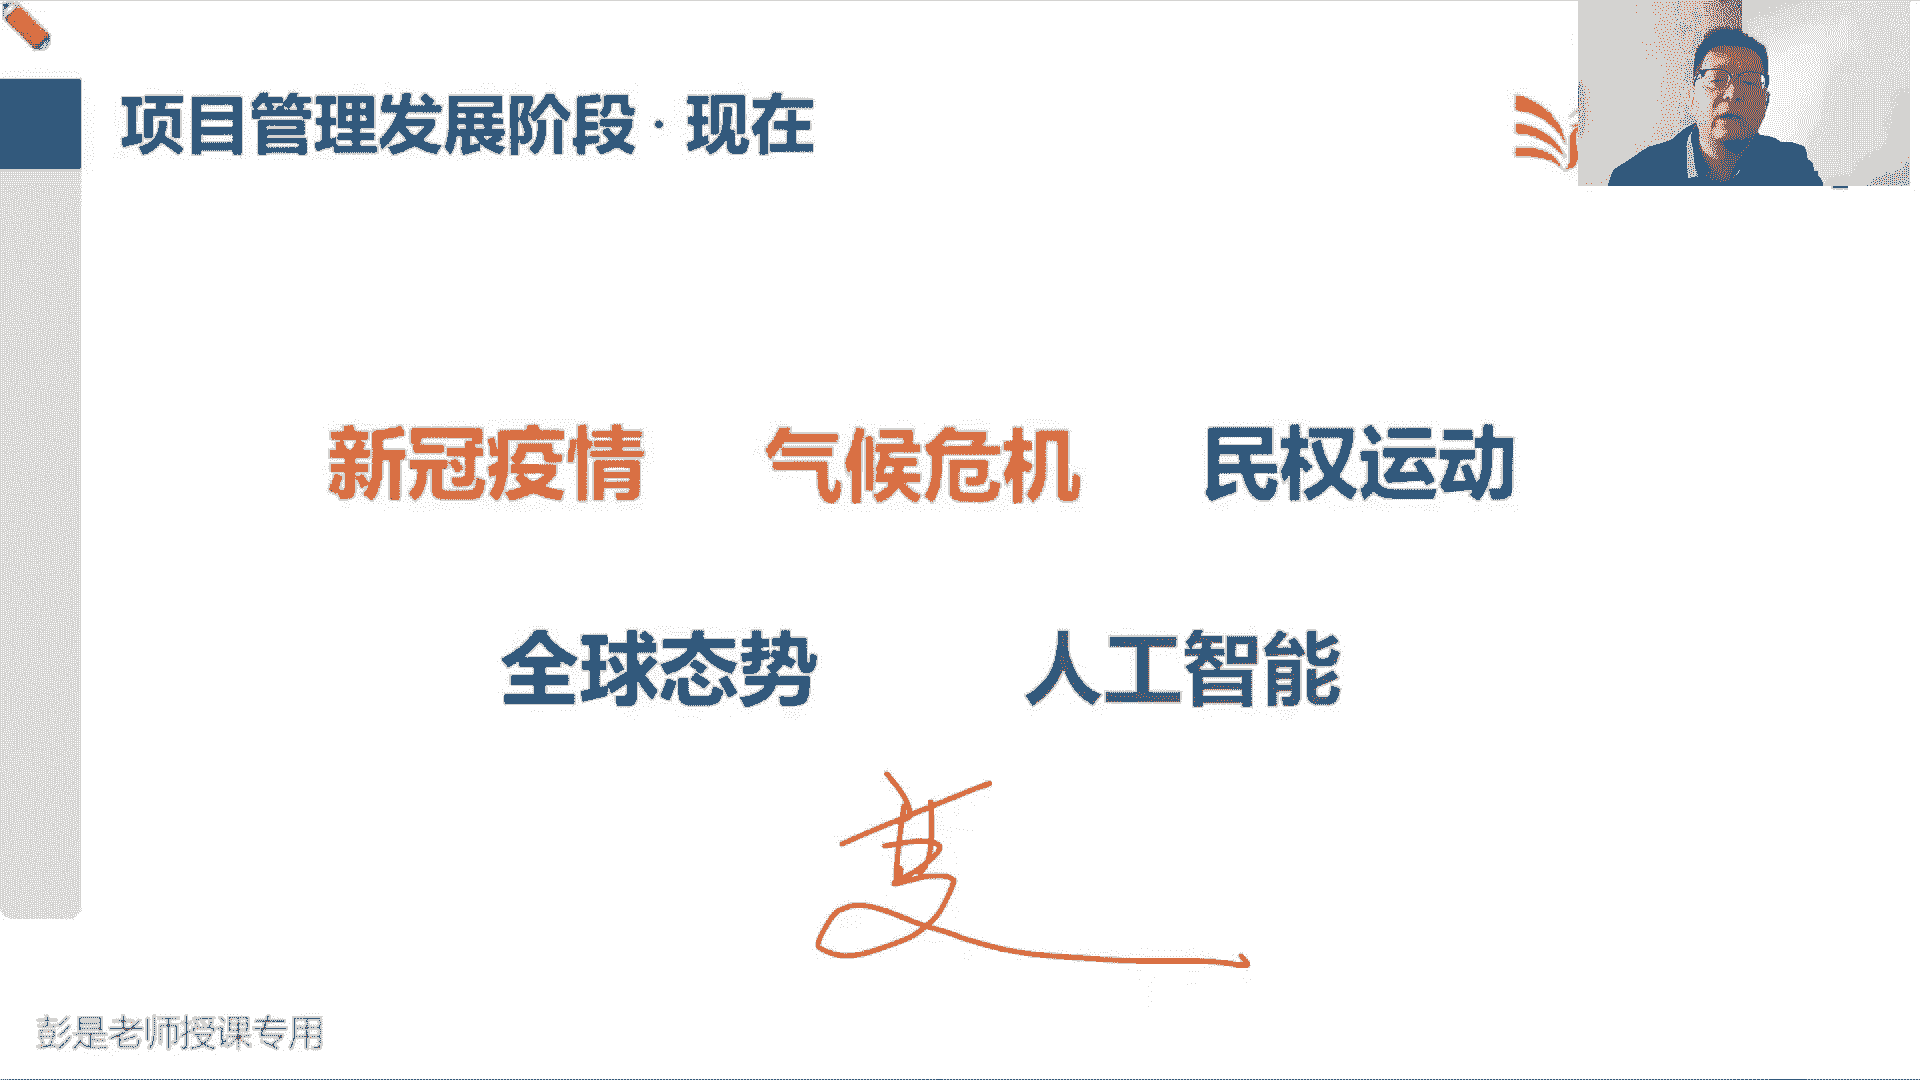 项目管理发展阶段·现在
新冠疫情 气候危机 民权运动
全球态势 人工智能
变
彭是老师授课专用